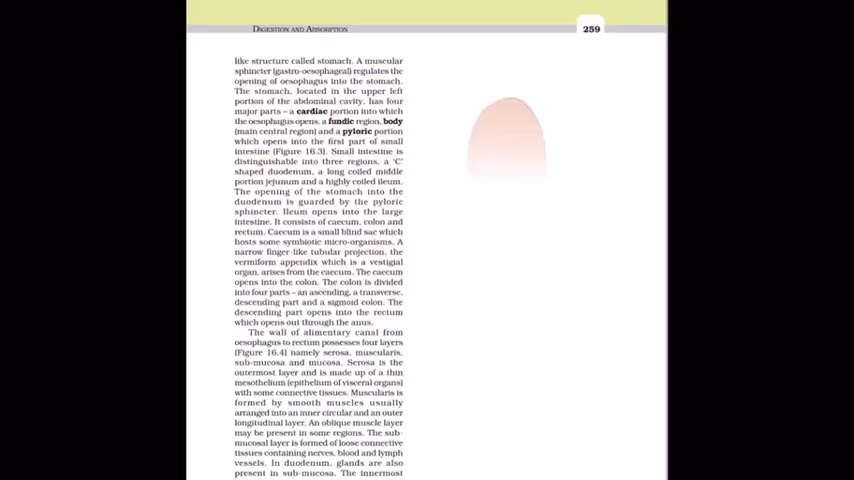 DIGESTION AND ABSORPTION
259
like structure called stomach. A muscular
sphincter (gastro-oesophageal) regulates the
opening of oesophagus into the stomach.
The stomach, located in the upper left
portion of the abdominal cavity, has four
major parts – a cardiac portion into which
the oesophagus opens, a fundic region, body
(main central region) and a pyloric portion
which opens into the first part of small
intestine (Figure 16.3). Small intestine is
distinguishable into three regions, a 'C'
shaped duodenum, a long coiled middle
portion jejunum and a highly coiled ileum.
The opening of the stomach into the
duodenum is guarded by the pyloric
sphincter. Ileum opens into the large
intestine. It consists of caecum, colon and
rectum. Caecum is a small blind sac which
hosts some symbiotic micro-organisms. A
narrow finger-like tubular projection, the
vermiform appendix which is a vestigial
organ, arises from the caecum. The caecum
opens into the colon. The colon is divided
into four parts – an ascending, a transverse,
descending part and a sigmoid colon. The
descending part opens into the rectum
which opens out through the anus.
The wall of alimentary canal from
oesophagus to rectum possesses four layers
(Figure 16.4) namely serosa, muscularis,
sub-mucosa and mucosa. Serosa is the
outermost layer and is made up of a thin
mesothelium (epithelium of visceral organs)
with some connective tissues. Muscularis is
formed by smooth muscles usually
arranged into an inner circular and an outer
longitudinal layer. An oblique muscle layer
may be present in some regions. The sub-
mucosal layer is formed of loose connective
tissues containing nerves, blood and lymph
vessels. In duodenum, glands are also
present in sub-mucosa. The innermost